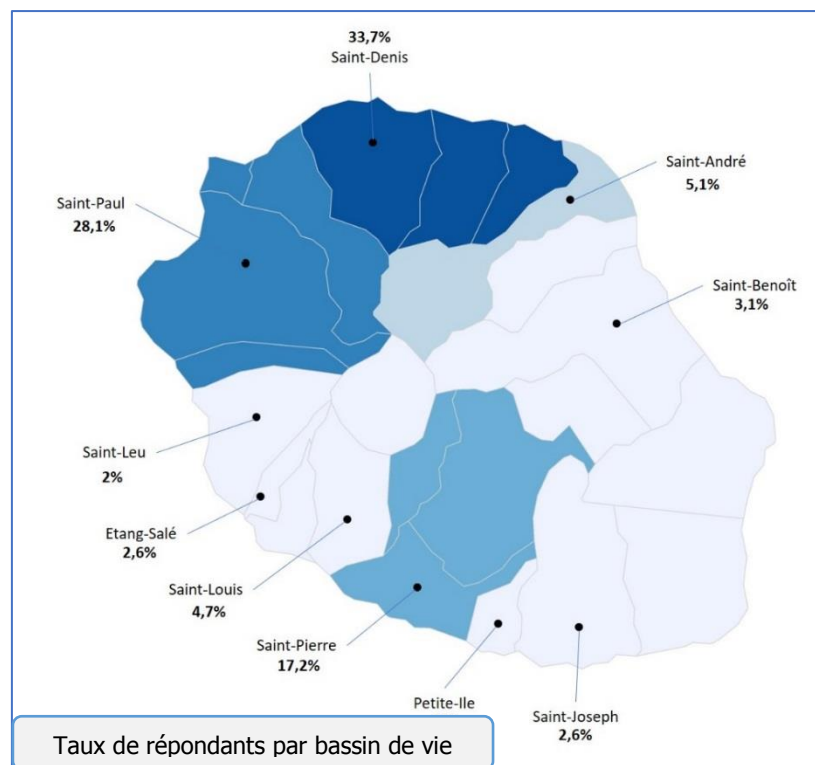 33,7%
Saint-Denis
Saint-André
5,1%
Saint-Paul
28,1%
Saint-Benoît
3,1%
Saint-Leu
2%
Etang-Salé
2,6%
Saint-Louis
4,7%
Saint-Pierre
17,2%
Petite-Ile
Saint-Joseph
2,6%
Taux de répondants par bassin de vie